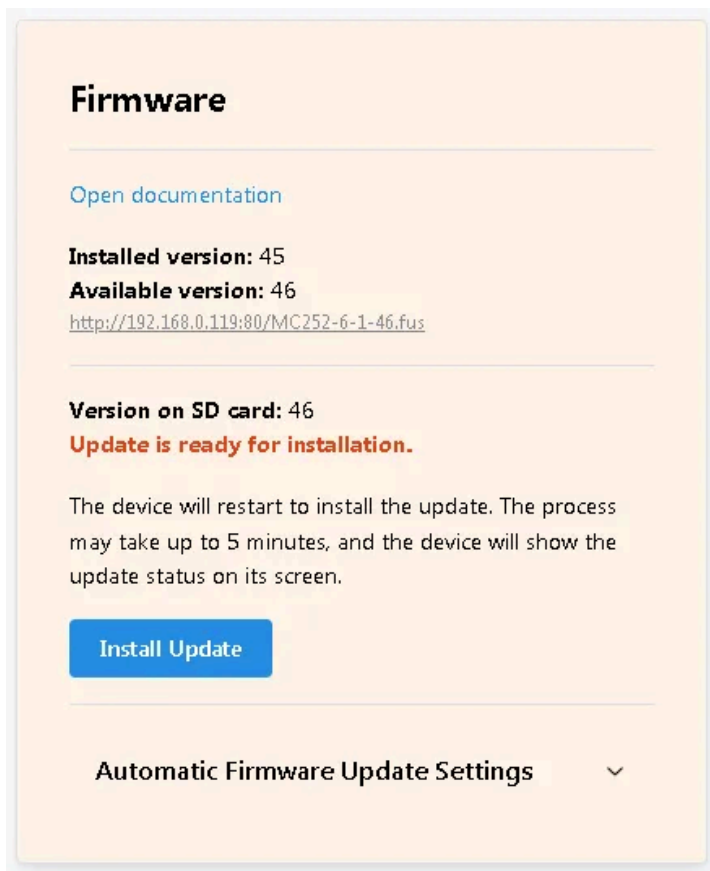 Firmware
Open documentation
Installed version: 45
Available version: 46
http://192.168.0.119:80/MC252-6-1-46.fus
Version on SD card: 46
Update is ready for installation.
The device will restart to install the update. The process
may take up to 5 minutes, and the device will show the
update status on its screen.
Install Update
Automatic Firmware Update Settings